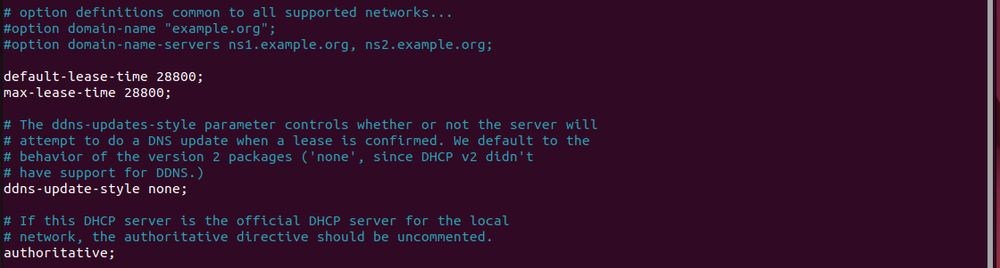 # option definitions common to all supported networks...
#option domain-name "example.org";
#option domain-name-servers ns1.example.org, ns2.example.org;
default-lease-time 28800;
max-lease-time 28800;
# The ddns-updates-style parameter controls whether or not the server will
# attempt to do a DNS update when a lease is confirmed. We default to the
# behavior of the version 2 packages ('none', since DHCP v2 didn't
# have support for DDNS.)
ddns-update-style none;
# If this DHCP server is the official DHCP server for the local
# network, the authoritative directive should be uncommented.
authoritative;